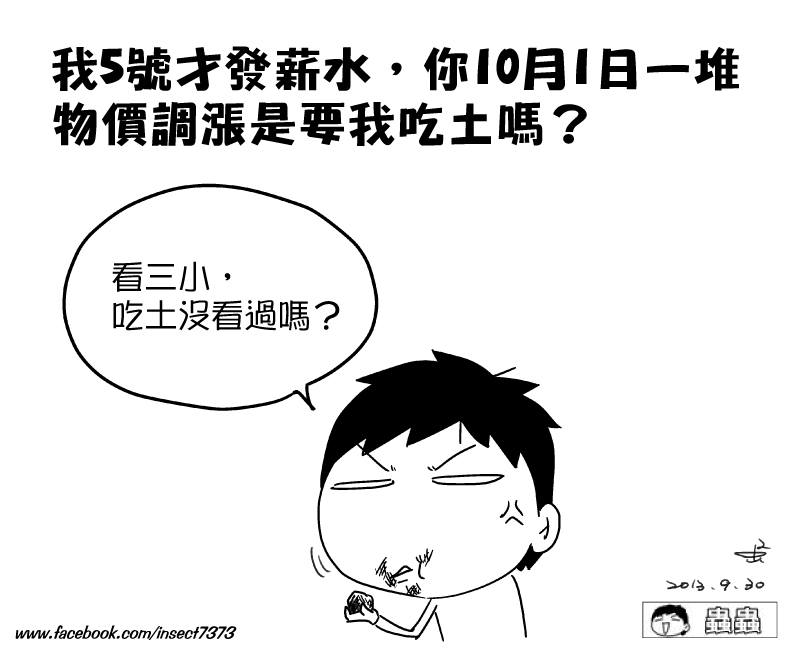 我5號才發薪水，你10月1日一堆
物價調漲是要我吃土嗎？
看三小，
吃土沒看過嗎？
2013.9.30
蟲蟲
www.facebook.com/insect7373